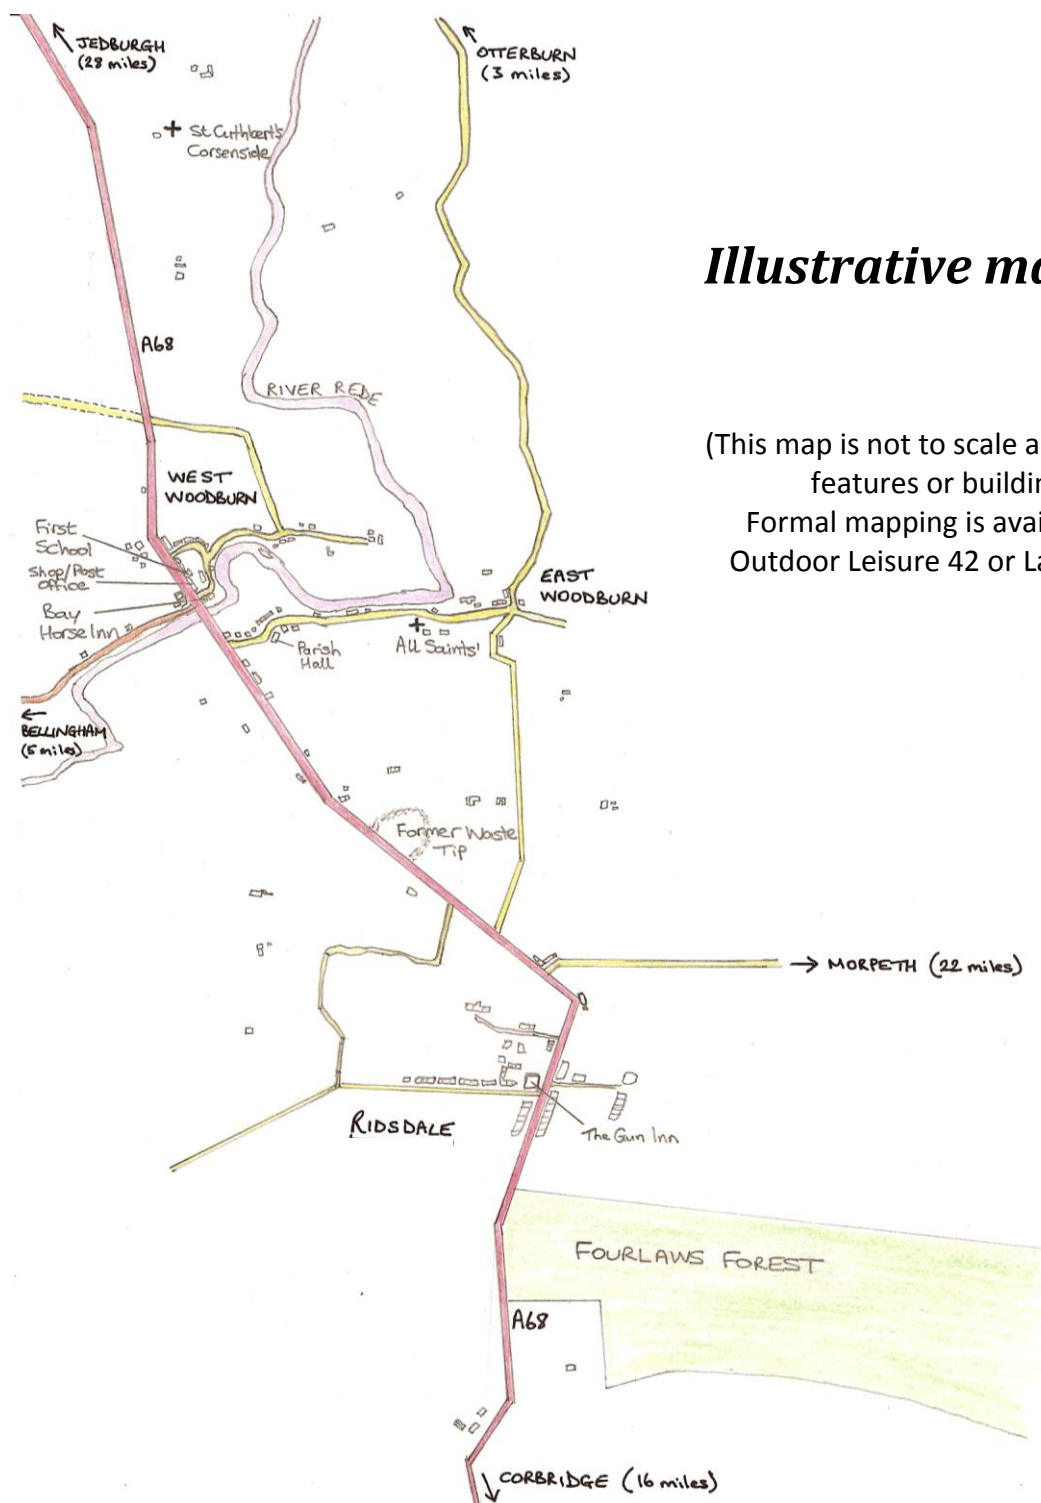 JEDBURGH
(28 miles)
OTTERBURN
(3 miles)
St Cuthbert's
Corsenside
Illustrative ma
A68
RIVER REDE
(This map is not to scale a
features or buildin
Formal mapping is avai
Outdoor Leisure 42 or La
WEST
WOODBURN
First
School
Shop/Post
Office
Bay
Horse Inn
EAST
WOODBURN
Parish
Hall
All Saints'
BELLINGHAM
(5 miles)
Former Waste
Tip
MORPETH (22 miles)
RIDSDALE
The Gun Inn
FOURLAWS FOREST
A68
CORBRIDGE (16 miles)